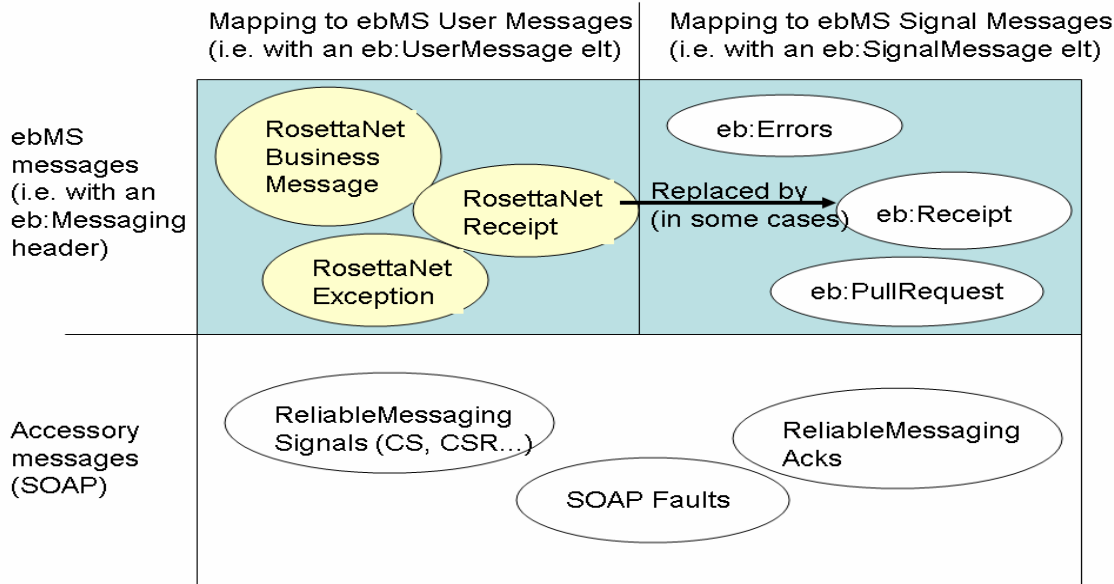 Mapping to ebMS User Messages
(i.e. with an eb:UserMessage elt)
Mapping to ebMS Signal Messages
(i.e. with an eb:SignalMessage elt)
ebMS
messages
(i.e. with an
eb:Messaging
header)
RosettaNet
Business
Message
RosettaNet
Receipt
RosettaNet
Exception
Replaced by
(in some cases)
eb:Errors
eb:Receipt
eb:PullRequest
Accessory
messages
(SOAP)
ReliableMessaging
Signals (CS, CSR...)
SOAP Faults
ReliableMessaging
Acks